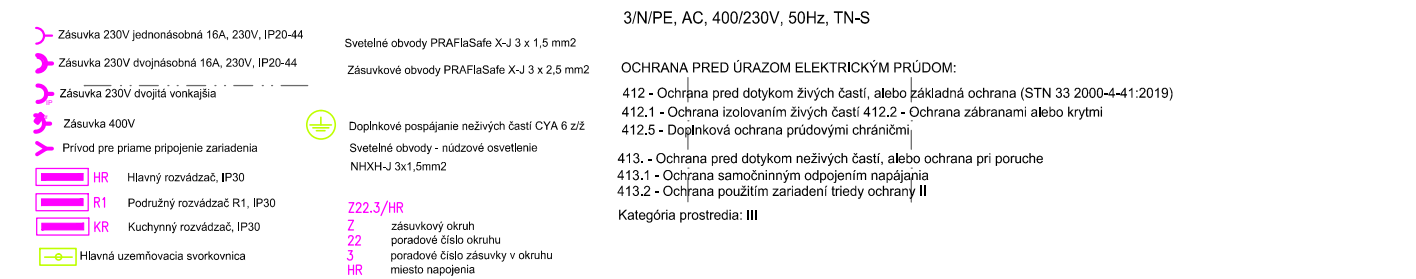 Zásuvka 230V jednonásobná 16A, 230V, IP20-44
Zásuvka 230V dvojnásobná 16A, 230V, IP20-44
Zásuvka 230V dvojitá vonkajšia
IP
Zásuvka 400V
Prívod pre priame pripojenie zariadenia
HR Hlavný rozvádzač, IP30
R1 Podružný rozvádzač R1, IP30
KR Kuchynný rozvádzač, IP30
Hlavná uzemňovacia svorkovnica
Svetelné obvody PRAFlaSafe X-J 3 x 1,5 mm2
Zásuvkové obvody PRAFlaSafe X-J 3 x 2,5 mm2
Doplnkové pospájanie neživých častí CYA 6 z/ž
Svetelné obvody - núdzové osvetlenie
NHXH-J 3x1,5mm2
Z22.3/HR
Z zásuvkový okruh
22 poradové číslo okruhu
3 poradové číslo zásuvky v okruhu
HR miesto napojenia
3/N/PE, AC, 400/230V, 50Hz, TN-S
OCHRANA PRED ÚRAZOM ELEKTRICKÝM PRÚDOM:
412 - Ochrana pred dotykom živých častí, alebo základná ochrana (STN 33 2000-4-41:2019)
412.1 - Ochrana izolovaním živých častí 412.2 - Ochrana zábranami alebo krytmi
412.5 - Doplnková ochrana prúdovými chráničmi
413. - Ochrana pred dotykom neživých častí, alebo ochrana pri poruche
413.1 - Ochrana samočinným odpojením napájania
413.2 - Ochrana použitím zariadení triedy ochrany II
Kategória prostredia: III